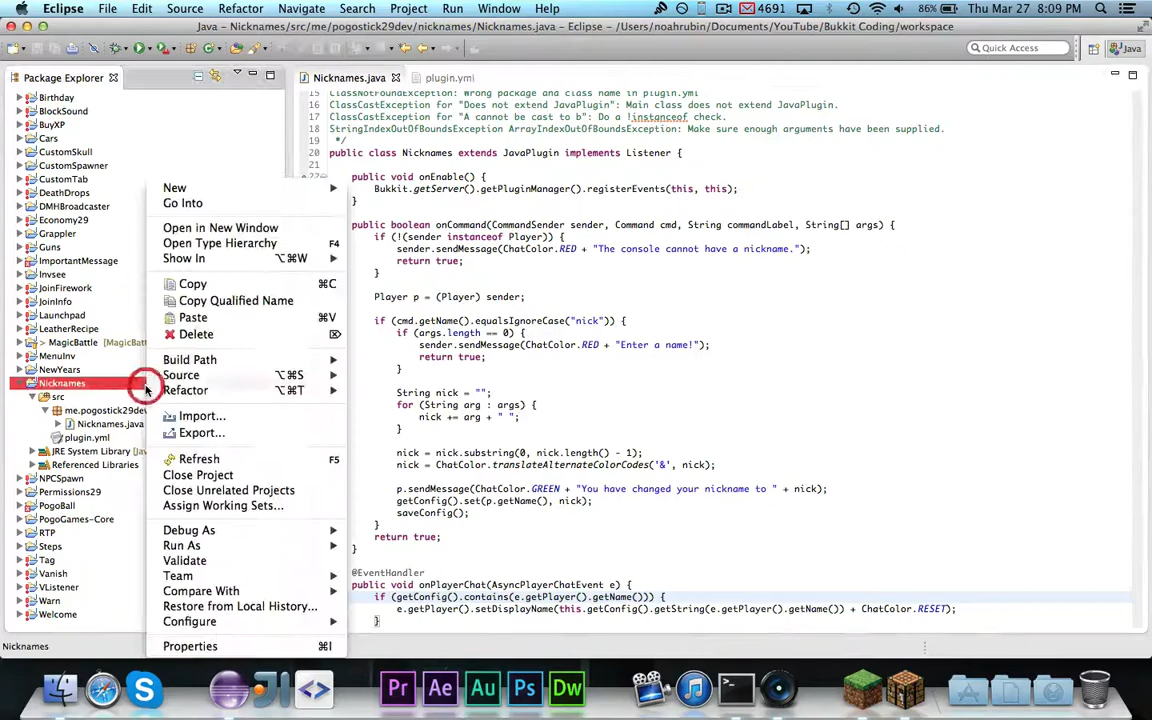 Eclipse File Edit Source Refactor Navigate Search Project Run Window Help 4691 86% Thu Mar 27 8:09 PM
Java – Nicknames/src/me/pogostick29dev/nicknames/Nicknames.java – Eclipse – /Users/noahrubin/Documents/YouTube/Bukkit Coding/workspace
Quick Access Java
Package Explorer
Birthday
BlockSound
BuyXP
Cars
CustomSkull
CustomSpawner
CustomTab
DeathDrops
DMHBroadcaster
Economy29
Grappler
Guns
ImportantMessage
Invsee
JoinFirework
JoinInfo
Launchpad
LeatherRecipe
> MagicBattle [MagicBatt
MenuInv
NewYears
Nicknames
src
me.pogostick29dev
Nicknames.java
plugin.yml
JRE System Library
Referenced Libraries
NPCSpawn
Permissions29
PogoBall
PogoGames-Core
RTP
Steps
Tag
Vanish
VListener
Warn
Welcome
Nicknames
New
Go Into
Open in New Window
Open Type Hierarchy F4
Show In ⌥⌘W
Copy ⌘C
Copy Qualified Name
Paste ⌘V
Delete ⌦
Build Path
Source ⌥⌘S
Refactor ⌥⌘T
Import...
Export...
Refresh F5
Close Project
Close Unrelated Projects
Assign Working Sets...
Debug As
Run As
Validate
Team
Compare With
Restore from Local History...
Configure
Properties ⌘I
Nicknames.java plugin.yml
15 ClassNotFoundException: Wrong package and class name in plugin.yml
16 ClassCastException for "Does not extend JavaPlugin": Main class does not extend JavaPlugin.
17 ClassCastException for "A cannot be cast to b": Do a !instanceof check.
18 StringIndexOutOfBoundsException ArrayIndexOutOfBoundsException: Make sure enough arguments have been supplied.
19 */
20 public class Nicknames extends JavaPlugin implements Listener {
21
22 public void onEnable() {
Bukkit.getServer().getPluginManager().registerEvents(this, this);
}
public boolean onCommand(CommandSender sender, Command cmd, String commandLabel, String[] args) {
if (!(sender instanceof Player)) {
sender.sendMessage(ChatColor.RED + "The console cannot have a nickname.");
return true;
}
Player p = (Player) sender;
if (cmd.getName().equalsIgnoreCase("nick")) {
if (args.length == 0) {
sender.sendMessage(ChatColor.RED + "Enter a name!");
return true;
}
String nick = "";
for (String arg : args) {
nick += arg + " ";
}
nick = nick.substring(0, nick.length() - 1);
nick = ChatColor.translateAlternateColorCodes('&', nick);
p.sendMessage(ChatColor.GREEN + "You have changed your nickname to " + nick);
getConfig().set(p.getName(), nick);
saveConfig();
}
return true;
}
@EventHandler
public void onPlayerChat(AsyncPlayerChatEvent e) {
if (getConfig().contains(e.getPlayer().getName())) {
e.getPlayer().setDisplayName(this.getConfig().getString(e.getPlayer().getName()) + ChatColor.RESET);
}
Pr Ae Au Ps Dw